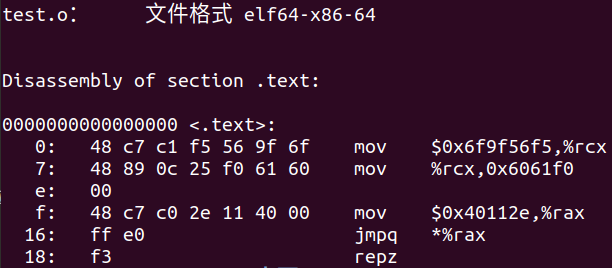 test.o：     文件格式 elf64-x86-64
Disassembly of section .text:
0000000000000000 <.text>:
   0:   48 c7 c1 f5 56 9f 6f    mov    $0x6f9f56f5,%rcx
   7:   48 89 0c 25 f0 61 60    mov    %rcx,0x6061f0
   e:   00
   f:   48 c7 c0 2e 11 40 00    mov    $0x40112e,%rax
  16:   ff e0                   jmpq   *%rax
  18:   f3                      repz